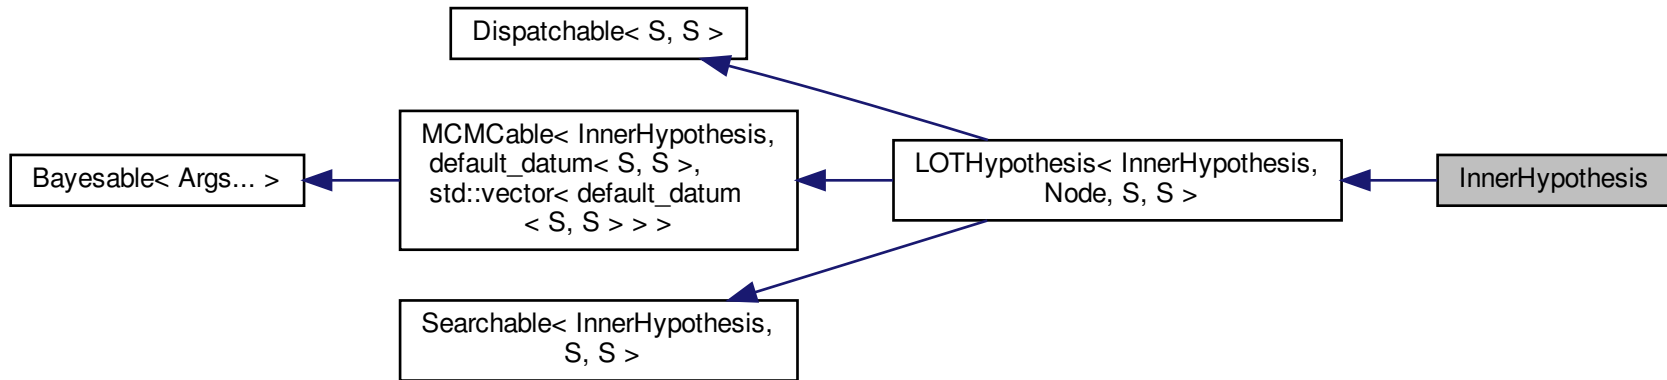 Dispatchable< S, S >
MCMCable< InnerHypothesis,
default_datum< S, S >,
std::vector< default_datum
< S, S > > >
Bayesable< Args... >
LOTHypothesis< InnerHypothesis,
Node, S, S >
InnerHypothesis
Searchable< InnerHypothesis,
S, S >